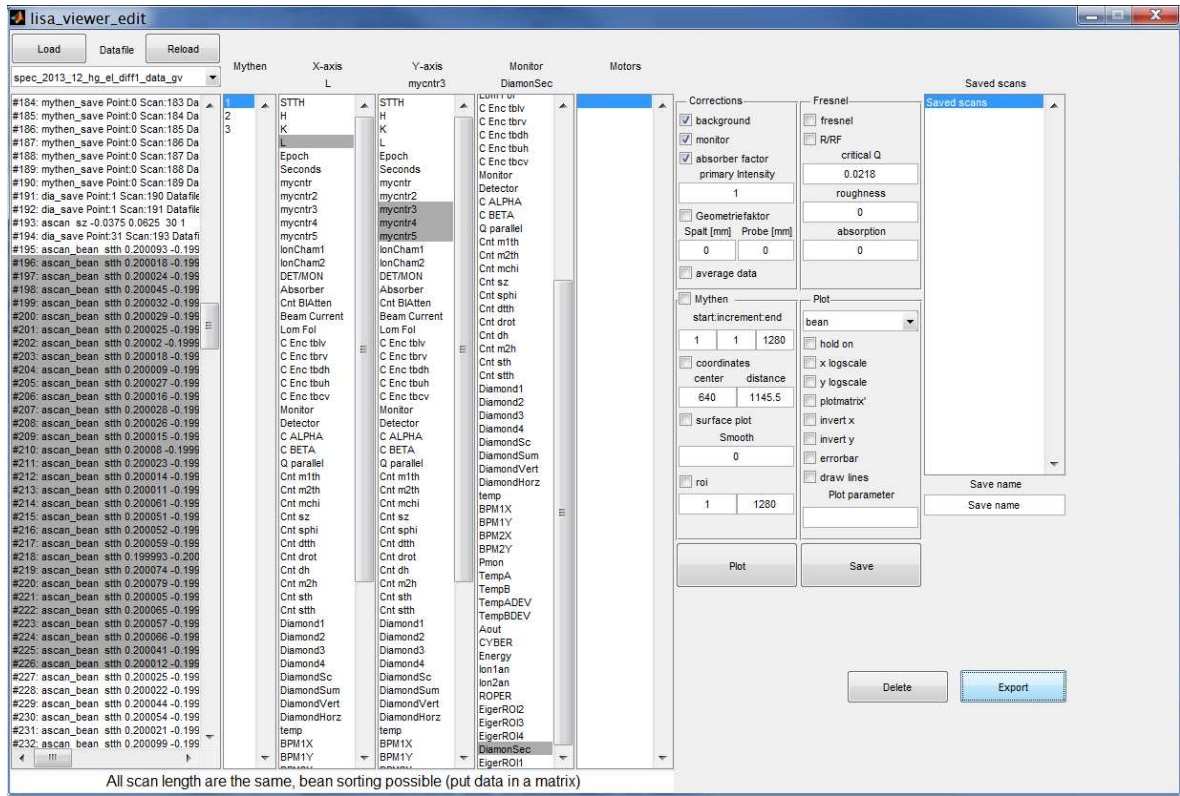 lisa_viewer_edit
Load Datafile Reload
spec_2013_12_hg_el_diff1_data_gv
Mythen X-axis Y-axis Monitor Motors
L mycntr3 DiamonSec
Saved scans
#184: mythen_save Point:0 Scan:183 Da
#185: mythen_save Point:0 Scan:184 Da
#186: mythen_save Point:0 Scan:185 Da
#187: mythen_save Point:0 Scan:186 Da
#188: mythen_save Point:0 Scan:187 Da
#189: mythen_save Point:0 Scan:188 Da
#190: mythen_save Point:0 Scan:189 Da
#191: dia_save Point:1 Scan:190 Datafile
#192: dia_save Point:1 Scan:191 Datafile
#193: ascan sz -0.0375 0.0625 30 1
#194: dia_save Point:31 Scan:193 Datafi
#195: ascan_bean stth 0.200093 -0.199
#196: ascan_bean stth 0.200018 -0.199
#197: ascan_bean stth 0.200024 -0.199
#198: ascan_bean stth 0.200045 -0.199
#199: ascan_bean stth 0.200032 -0.199
#200: ascan_bean stth 0.200029 -0.199
#201: ascan_bean stth 0.200025 -0.199
#202: ascan_bean stth 0.20002 -0.1999
#203: ascan_bean stth 0.200018 -0.199
#204: ascan_bean stth 0.200009 -0.199
#205: ascan_bean stth 0.200027 -0.199
#206: ascan_bean stth 0.200016 -0.199
#207: ascan_bean stth 0.200028 -0.199
#208: ascan_bean stth 0.200026 -0.199
#209: ascan_bean stth 0.200015 -0.199
#210: ascan_bean stth 0.20008 -0.1999
#211: ascan_bean stth 0.200023 -0.199
#212: ascan_bean stth 0.200014 -0.199
#213: ascan_bean stth 0.200011 -0.199
#214: ascan_bean stth 0.200061 -0.199
#215: ascan_bean stth 0.200051 -0.199
#216: ascan_bean stth 0.200052 -0.199
#217: ascan_bean stth 0.200059 -0.199
#218: ascan_bean stth 0.199993 -0.200
#219: ascan_bean stth 0.200074 -0.199
#220: ascan_bean stth 0.200079 -0.199
#221: ascan_bean stth 0.200005 -0.199
#222: ascan_bean stth 0.200065 -0.199
#223: ascan_bean stth 0.200057 -0.199
#224: ascan_bean stth 0.200066 -0.199
#225: ascan_bean stth 0.200041 -0.199
#226: ascan_bean stth 0.200012 -0.199
#227: ascan_bean stth 0.200025 -0.199
#228: ascan_bean stth 0.200022 -0.199
#229: ascan_bean stth 0.200044 -0.199
#230: ascan_bean stth 0.200054 -0.199
#231: ascan_bean stth 0.200021 -0.199
#232: ascan_bean stth 0.200099 -0.199
1
2
3
STTH
H
K
L
Epoch
Seconds
mycntr
mycntr2
mycntr3
mycntr4
mycntr5
IonCham1
IonCham2
DET/MON
Absorber
Cnt BlAtten
Beam Current
Lom Fol
C Enc tblv
C Enc tbrv
C Enc tbdh
C Enc tbuh
C Enc tbcv
Monitor
Detector
C ALPHA
C BETA
Q parallel
Cnt m1th
Cnt m2th
Cnt mchi
Cnt sz
Cnt sphi
Cnt dtth
Cnt drot
Cnt dh
Cnt m2h
Cnt sth
Cnt stth
Diamond1
Diamond2
Diamond3
Diamond4
DiamondSc
DiamondSum
DiamondVert
DiamondHorz
temp
BPM1X
BPM1Y
STTH
H
K
L
Epoch
Seconds
mycntr
mycntr2
mycntr3
mycntr4
mycntr5
IonCham1
IonCham2
DET/MON
Absorber
Cnt BlAtten
Beam Current
Lom Fol
C Enc tblv
C Enc tbrv
C Enc tbdh
C Enc tbuh
C Enc tbcv
Monitor
Detector
C ALPHA
C BETA
Q parallel
Cnt m1th
Cnt m2th
Cnt mchi
Cnt sz
Cnt sphi
Cnt dtth
Cnt drot
Cnt dh
Cnt m2h
Cnt sth
Cnt stth
Diamond1
Diamond2
Diamond3
Diamond4
DiamondSc
DiamondSum
DiamondVert
DiamondHorz
temp
BPM1X
BPM1Y
Lom Fol
C Enc tblv
C Enc tbrv
C Enc tbdh
C Enc tbuh
C Enc tbcv
Monitor
Detector
C ALPHA
C BETA
Q parallel
Cnt m1th
Cnt m2th
Cnt mchi
Cnt sz
Cnt sphi
Cnt dtth
Cnt drot
Cnt dh
Cnt m2h
Cnt sth
Cnt stth
Diamond1
Diamond2
Diamond3
Diamond4
DiamondSc
DiamondSum
DiamondVert
DiamondHorz
temp
BPM1X
BPM1Y
BPM2X
BPM2Y
Pmon
TempA
TempB
TempADEV
TempBDEV
Aout
CYBER
Energy
Ion1an
Ion2an
ROPER
EigerROI2
EigerROI3
EigerROI4
DiamonSec
EigerROI1
Corrections
background
monitor
absorber factor
primary Intensity
1
Geometriefaktor
Spalt [mm] Probe [mm]
0 0
average data
Mythen
start:increment:end
1 1 1280
coordinates
center distance
640 1145.5
surface plot
Smooth
0
roi
1 1280
Plot
Fresnel
fresnel
R/RF
critical Q
0.0218
roughness
0
absorption
0
Plot
bean
hold on
x logscale
y logscale
plotmatrix'
invert x
invert y
errorbar
draw lines
Plot parameter
Save
Saved scans
Save name
Save name
Delete Export
All scan length are the same, bean sorting possible (put data in a matrix)